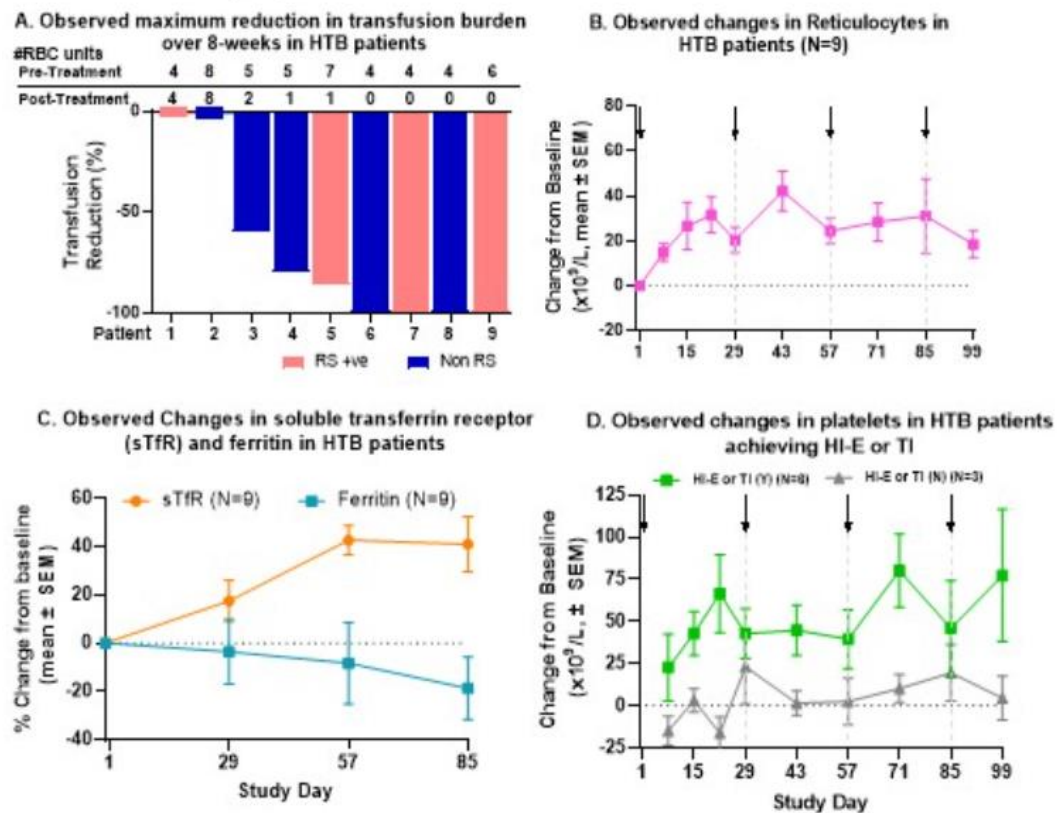 A. Observed maximum reduction in transfusion burden
over 8-weeks in HTB patients
#RBC units
Pre-Treatment 4 8 5 5 7 4 4 4 6
Post-Treatment 4 8 2 1 1 0 0 0 0
Transfusion
Reduction (%)
0
-50
-100
Patient 1 2 3 4 5 6 7 8 9
RS +ve Non RS
B. Observed changes in Reticulocytes in
HTB patients (N=9)
Change from Baseline
(x10⁹/L, mean ± SEM)
80
60
40
20
0
-20
1 15 29 43 57 71 85 99
C. Observed Changes in soluble transferrin receptor
(sTfR) and ferritin in HTB patients
sTfR (N=9) Ferritin (N=9)
% Change from baseline
(mean ± SEM)
60
40
20
0
-20
-40
1 29 57 85
Study Day
D. Observed changes in platelets in HTB patients
achieving HI-E or TI
HI-E or TI (Y) (N=6) HI-E or TI (N) (N=3)
Change from Baseline
(x10⁹/L, ± SEM)
125
100
75
50
25
0
-25
1 15 29 43 57 71 85 99
Study Day